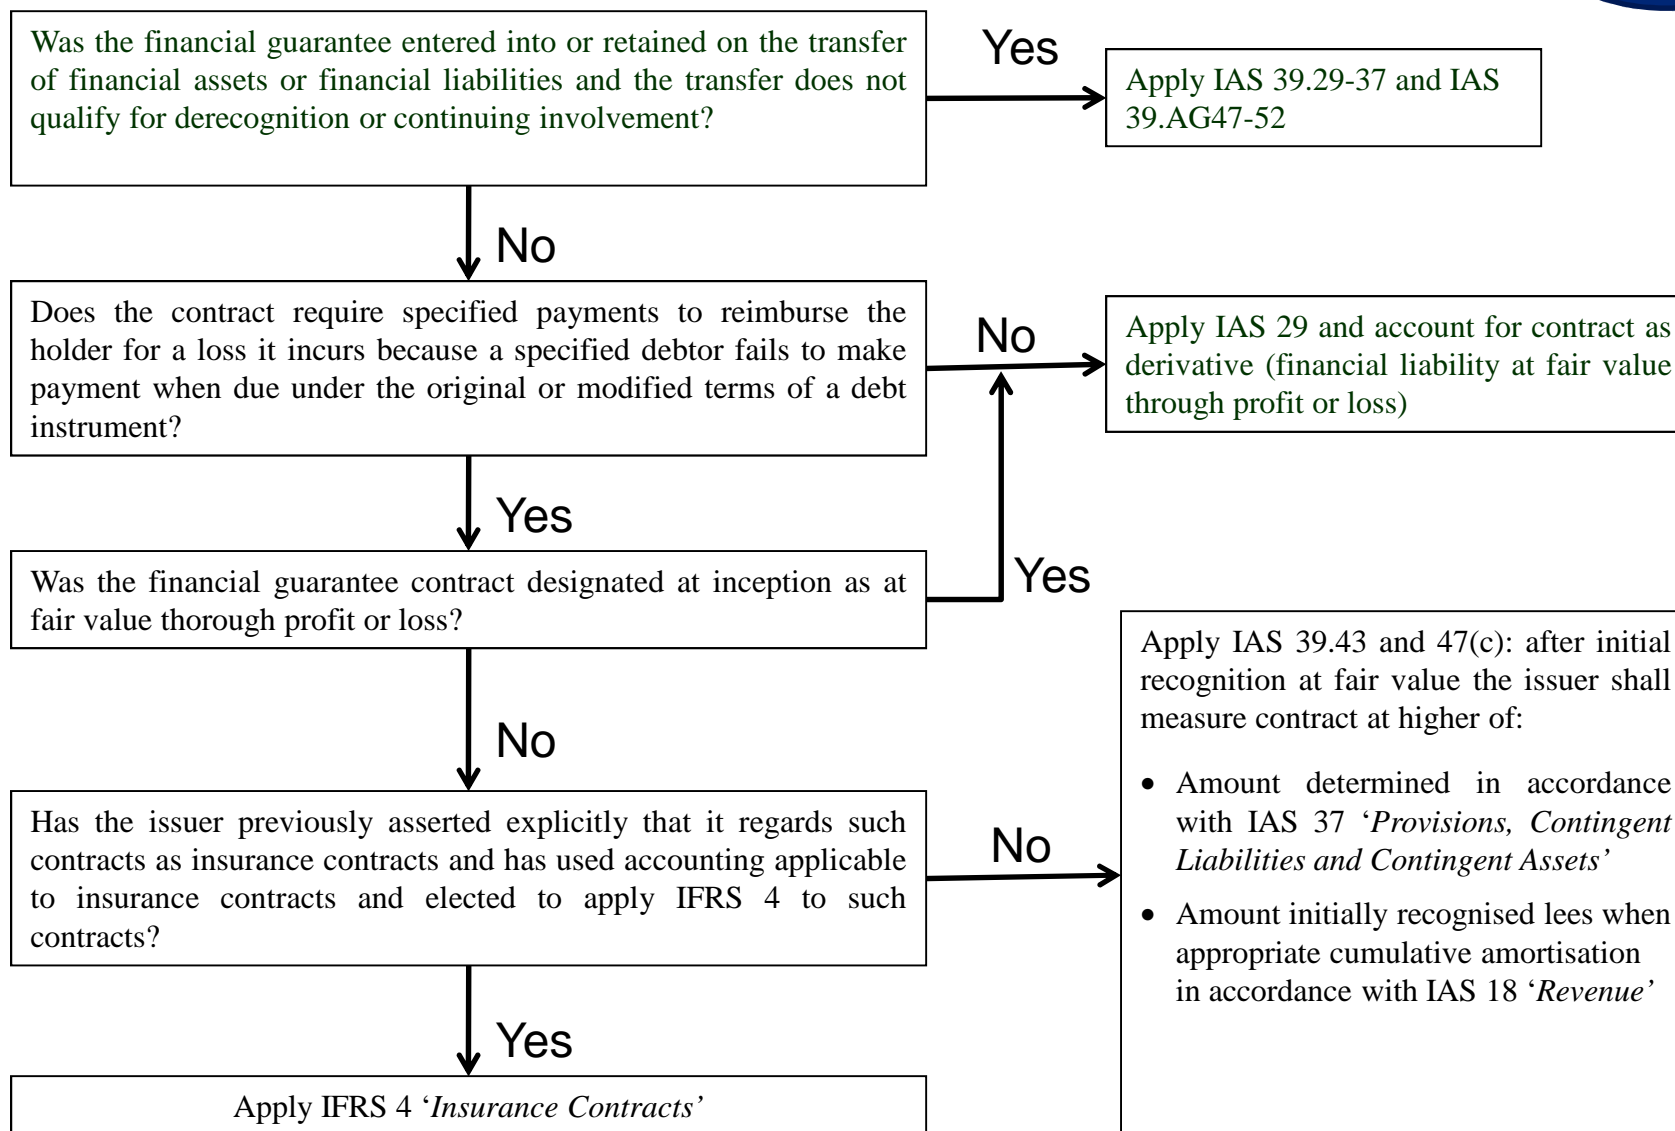 Was the financial guarantee entered into or retained on the transfer
of financial assets or financial liabilities and the transfer does not
qualify for derecognition or continuing involvement?
Yes
Apply IAS 39.29-37 and IAS
39.AG47-52
No
Does the contract require specified payments to reimburse the
holder for a loss it incurs because a specified debtor fails to make
payment when due under the original or modified terms of a debt
instrument?
No
Apply IAS 29 and account for contract as
derivative (financial liability at fair value
through profit or loss)
Yes
Was the financial guarantee contract designated at inception as at
fair value thorough profit or loss?
Yes
No
Has the issuer previously asserted explicitly that it regards such
contracts as insurance contracts and has used accounting applicable
to insurance contracts and elected to apply IFRS 4 to such
contracts?
No
Apply IAS 39.43 and 47(c): after initial
recognition at fair value the issuer shall
measure contract at higher of:
• Amount determined in accordance
with IAS 37 ‘Provisions, Contingent
Liabilities and Contingent Assets’
• Amount initially recognised lees when
appropriate cumulative amortisation
in accordance with IAS 18 ‘Revenue’
Yes
Apply IFRS 4 ‘Insurance Contracts’